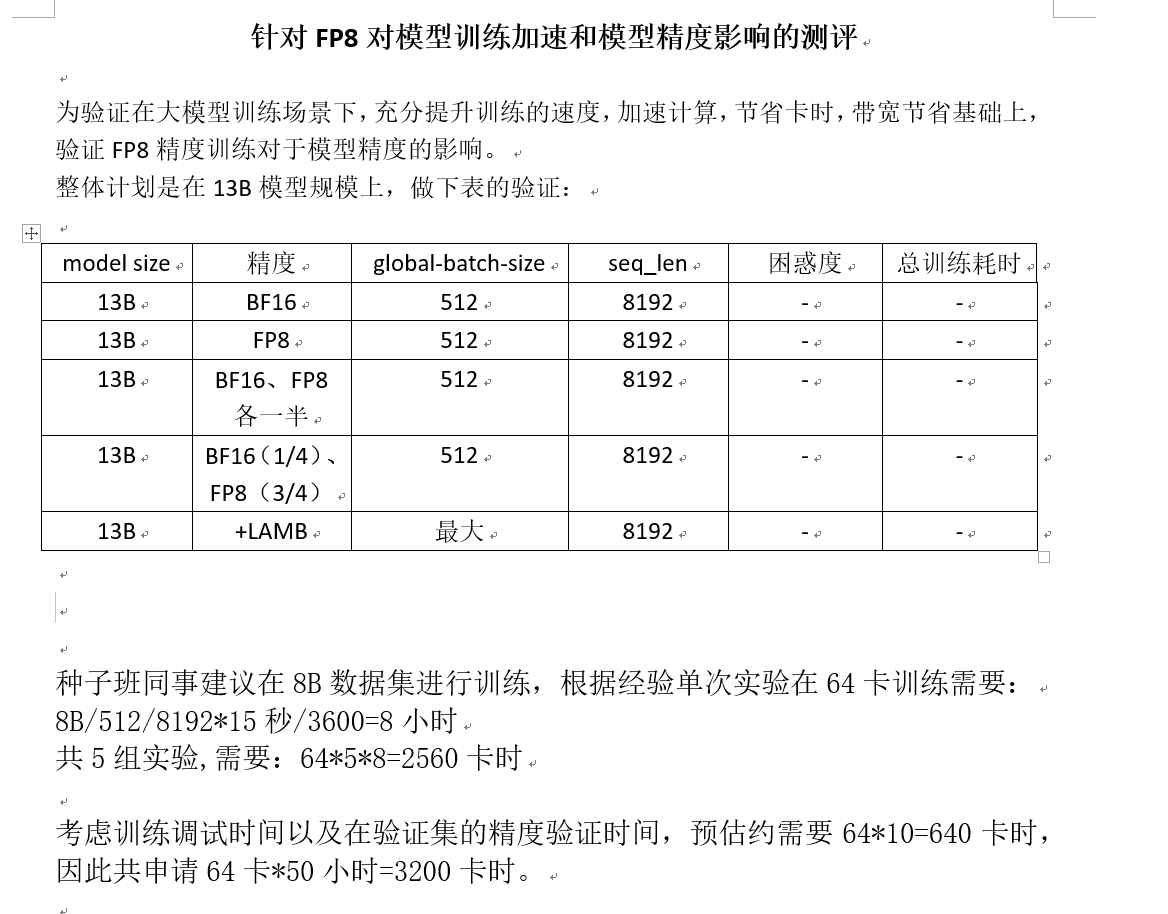 针对 FP8 对模型训练加速和模型精度影响的测评
为验证在大模型训练场景下，充分提升训练的速度，加速计算，节省卡时，带宽节省基础上，
验证 FP8 精度训练对于模型精度的影响。
整体计划是在 13B 模型规模上，做下表的验证：
model size 精度 global-batch-size seq_len 困惑度 总训练耗时
13B BF16 512 8192 - -
13B FP8 512 8192 - -
13B BF16、FP8 512 8192 - -
各一半
13B BF16（1/4）、 512 8192 - -
FP8（3/4）
13B +LAMB 最大 8192 - -
种子班同事建议在 8B 数据集进行训练，根据经验单次实验在 64 卡训练需要：
8B/512/8192*15 秒/3600=8 小时
共 5 组实验,需要：64*5*8=2560 卡时
考虑训练调试时间以及在验证集的精度验证时间，预估约需要 64*10=640 卡时，
因此共申请 64 卡*50 小时=3200 卡时。